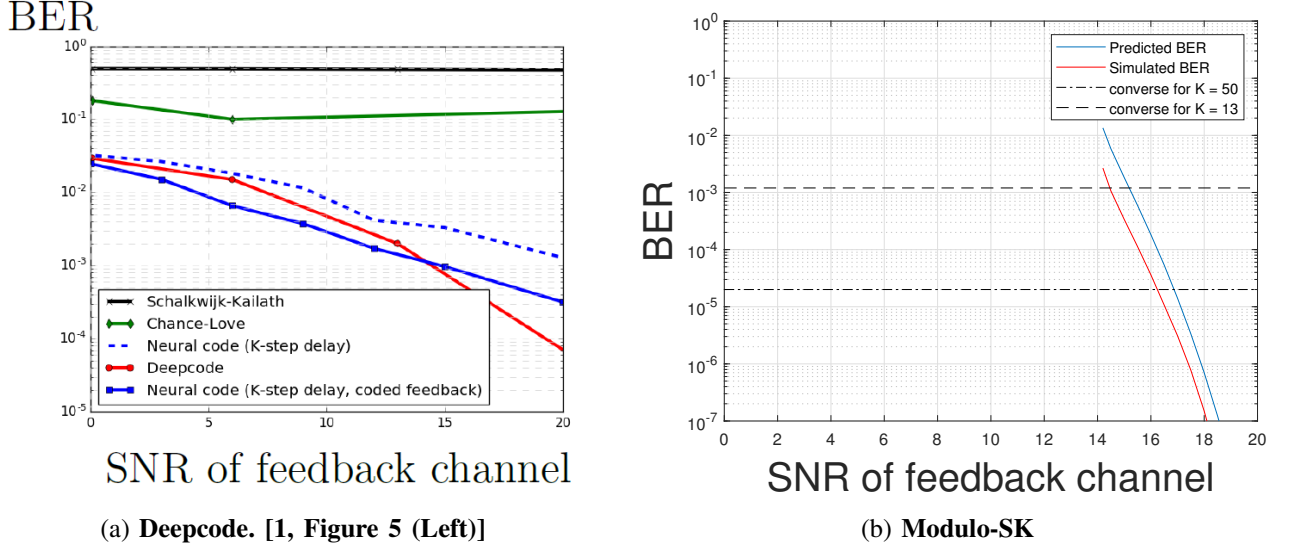 BER
10^0
10^-1
10^-2
10^-3
10^-4
10^-5
0 5 10 15 20
Schalkwijk-Kailath
Chance-Love
Neural code (K-step delay)
Deepcode
Neural code (K-step delay, coded feedback)
SNR of feedback channel
(a) Deepcode. [1, Figure 5 (Left)]
BER
10^0
10^-1
10^-2
10^-3
10^-4
10^-5
10^-6
10^-7
0 2 4 6 8 10 12 14 16 18 20
Predicted BER
Simulated BER
converse for K = 50
converse for K = 13
SNR of feedback channel
(b) Modulo-SK